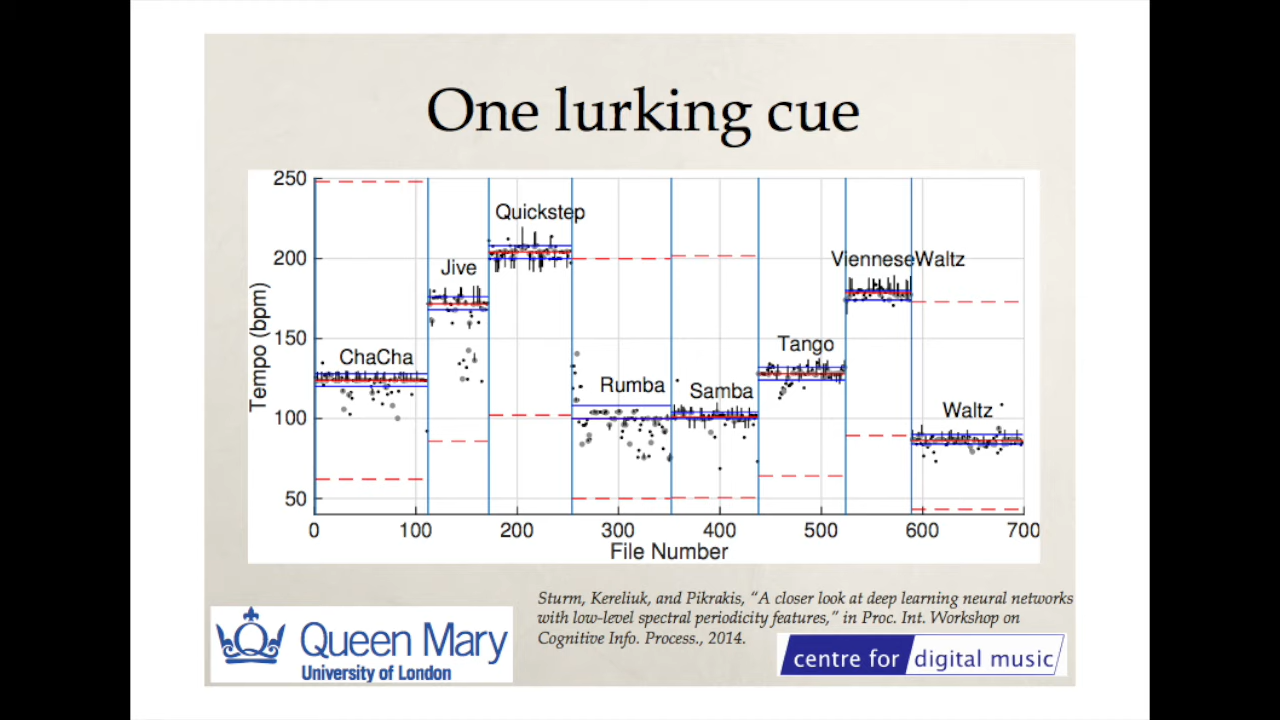 One lurking cue
250
200
150
100
50
Tempo (bpm)
Quickstep
Jive
ViennseWaltz
ChaCha
Tango
Rumba
Samba
Waltz
0 100 200 300 400 500 600 700
File Number
Sturm, Kereliuk, and Pikrakis, "A closer look at deep learning neural networks
with low-level spectral periodicity features," in Proc. Int. Workshop on
Cognitive Info. Process., 2014.
Queen Mary
University of London
centre for digital music